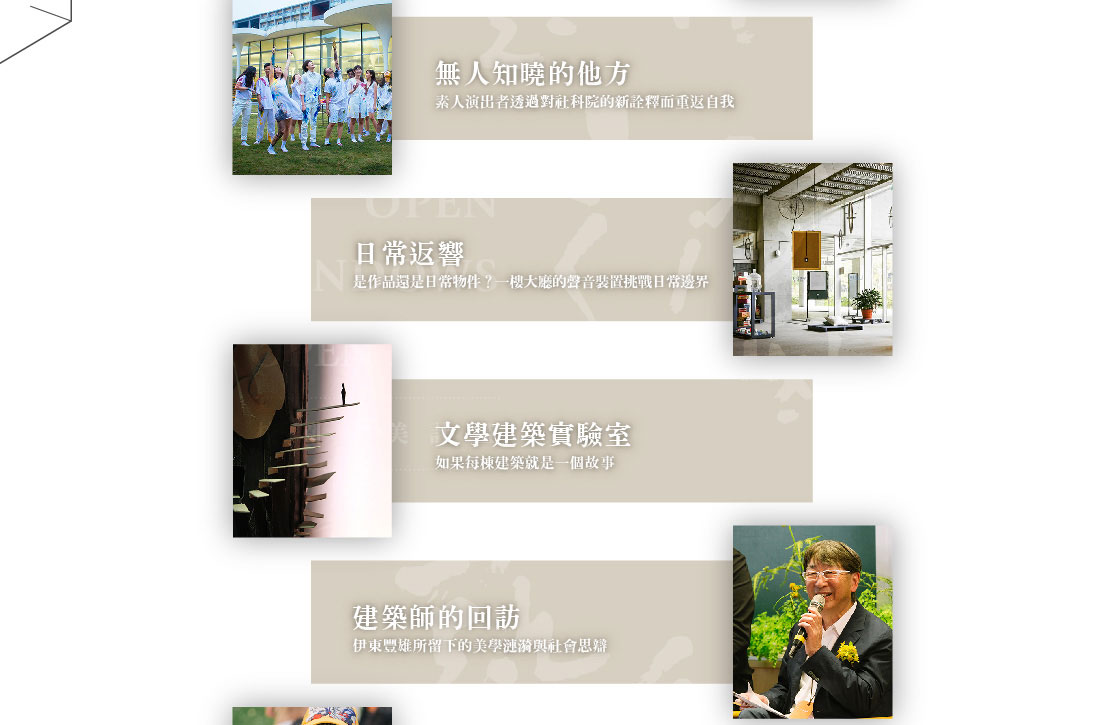 無人知曉的他方
素人演出者透過對社科院的新詮釋而重返自我
OPEN
日常返響
是作品還是日常物件？一樓大廳的聲音裝置挑戰日常邊界
文學建築實驗室
如果每棟建築就是一個故事
建築師的回訪
伊東豐雄所留下的美學漣漪與社會思辯